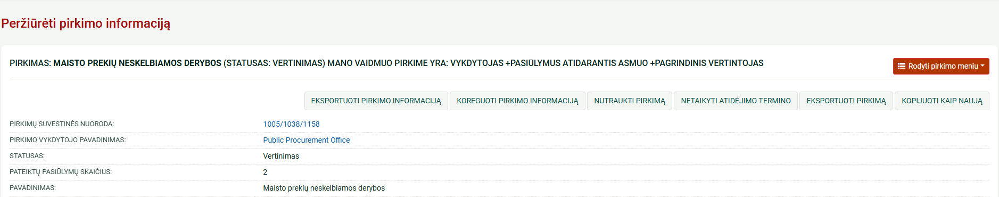 Peržiūrėti pirkimo informaciją
PIRKIMAS: MAISTO PREKIŲ NESKELBIAMOS DERYBOS (STATUSAS: VERTINIMAS) MANO VAIDMUO PIRKIME YRA: VYKDYTOJAS +PASIŪLYMUS ATIDARANTIS ASMUO +PAGRINDINIS VERTINTOJAS
Rodyti pirkimo meniu
EKSPORTUOTI PIRKIMO INFORMACIJĄ KOREGUOTI PIRKIMO INFORMACIJĄ NUTRAUKTI PIRKIMĄ NETAIKYTI ATIDĖJIMO TERMINO EKSPORTUOTI PIRKIMĄ KOPIJUOTI KAIP NAUJĄ
PIRKIMŲ SUVESTINĖS NUORODA: 1005/1038/1158
PIRKIMO VYKDYTOJO PAVADINIMAS: Public Procurement Office
STATUSAS: Vertinimas
PATEIKTŲ PASIŪLYMŲ SKAIČIUS: 2
PAVADINIMAS: Maisto prekių neskelbiamos derybos